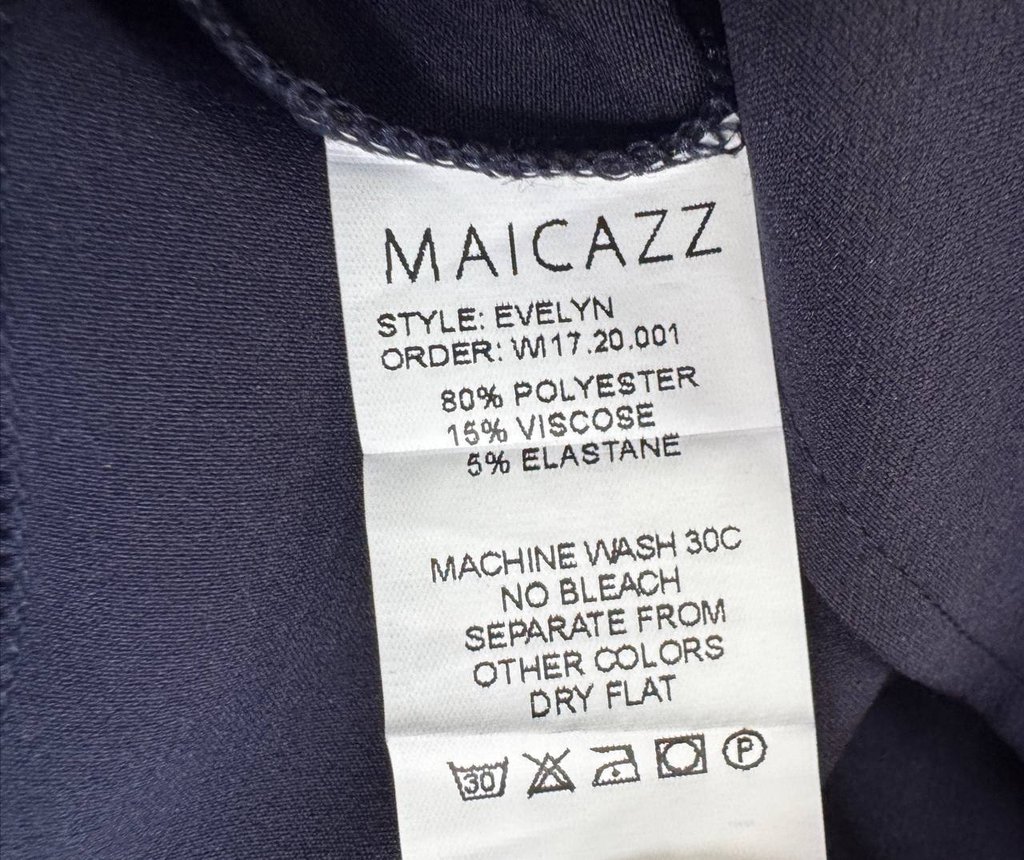 MAICAZZ
STYLE: EVELYN
ORDER: WI17.20.001
80% POLYESTER
15% VISCOSE
5% ELASTANE
MACHINE WASH 30C
NO BLEACH
SEPARATE FROM
OTHER COLORS
DRY FLAT
30 P